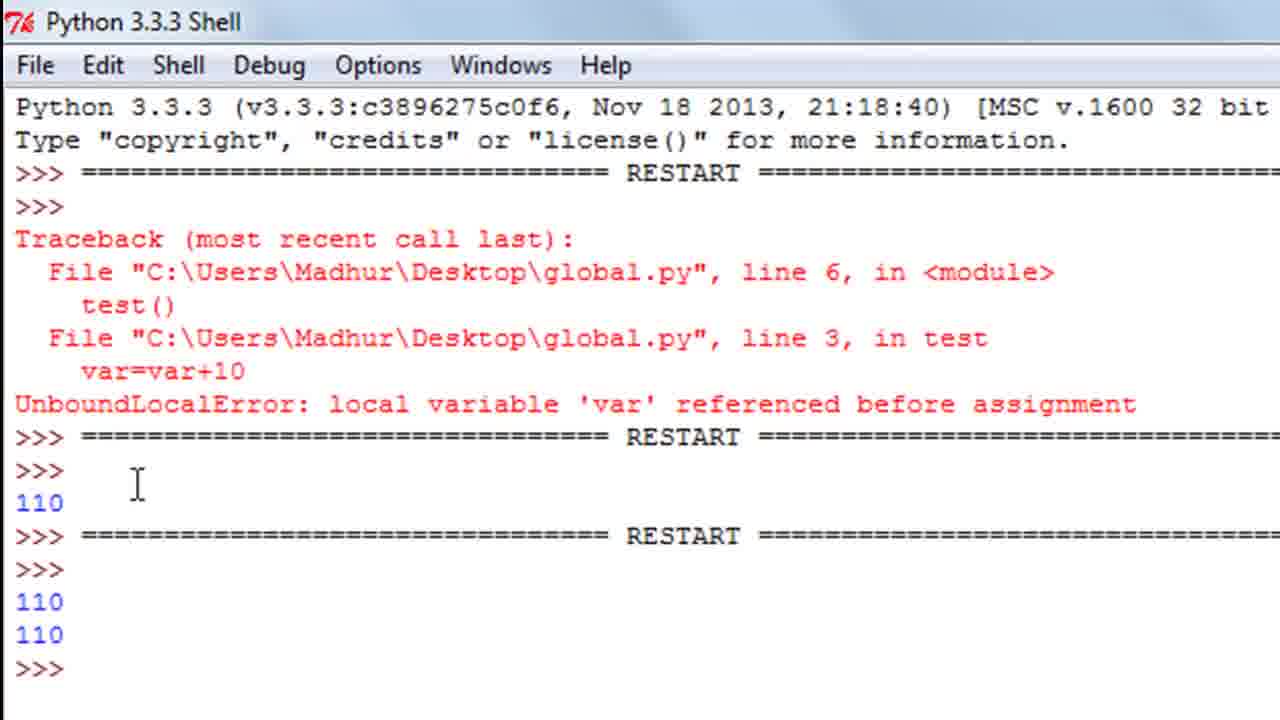 Python 3.3.3 Shell
File Edit Shell Debug Options Windows Help
Python 3.3.3 (v3.3.3:c3896275c0f6, Nov 18 2013, 21:18:40) [MSC v.1600 32 bit
Type "copyright", "credits" or "license()" for more information.
>>> ================================ RESTART ================================
>>>
Traceback (most recent call last):
  File "C:\Users\Madhur\Desktop\global.py", line 6, in <module>
    test()
  File "C:\Users\Madhur\Desktop\global.py", line 3, in test
    var=var+10
UnboundLocalError: local variable 'var' referenced before assignment
>>> ================================ RESTART ================================
>>>
110
>>> ================================ RESTART ================================
>>>
110
110
>>>